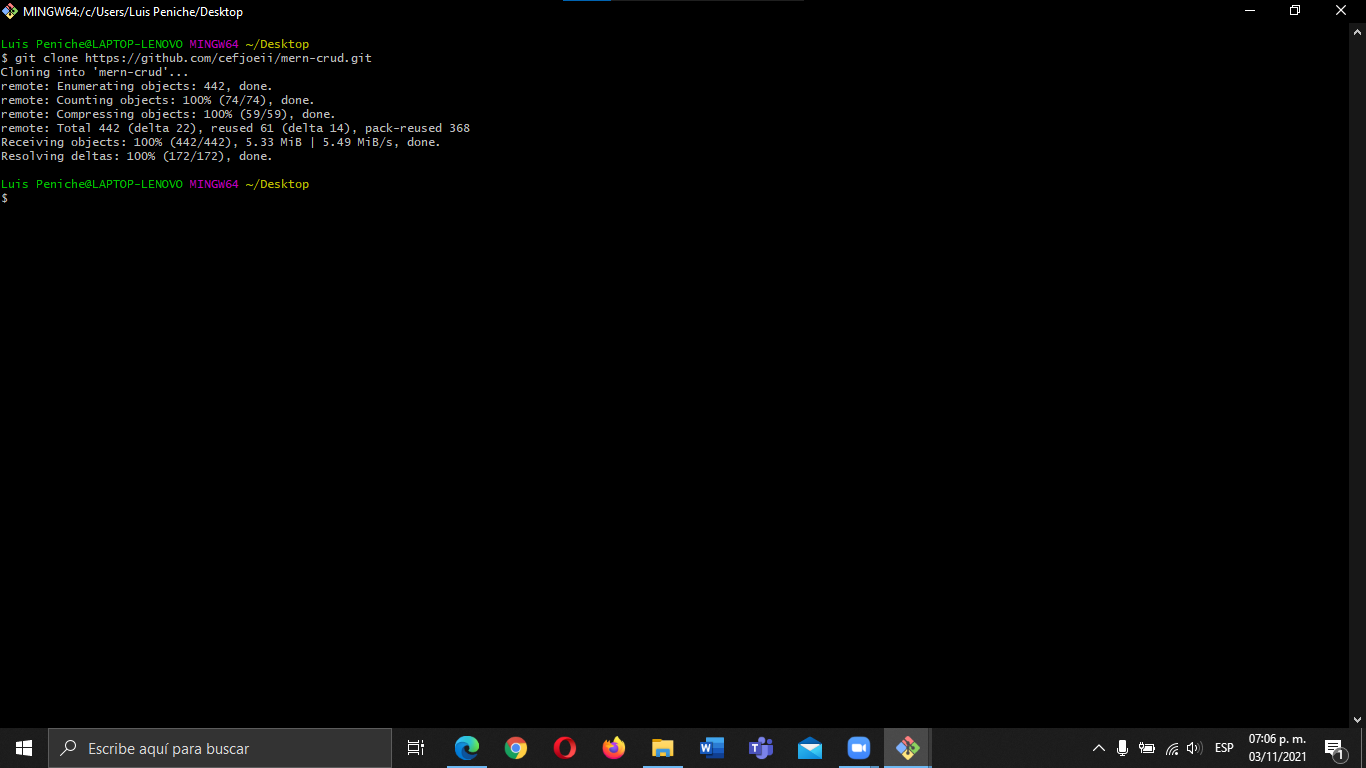 MINGW64:/c/Users/Luis Peniche/Desktop
Luis Peniche@LAPTOP-LENOVO MINGW64 ~/Desktop
$ git clone https://github.com/cefjoeii/mern-crud.git
Cloning into 'mern-crud'...
remote: Enumerating objects: 442, done.
remote: Counting objects: 100% (74/74), done.
remote: Compressing objects: 100% (59/59), done.
remote: Total 442 (delta 22), reused 61 (delta 14), pack-reused 368
Receiving objects: 100% (442/442), 5.33 MiB | 5.49 MiB/s, done.
Resolving deltas: 100% (172/172), done.
Luis Peniche@LAPTOP-LENOVO MINGW64 ~/Desktop
$
Escribe aquí para buscar
ESP
07:06 p. m.
03/11/2021
1